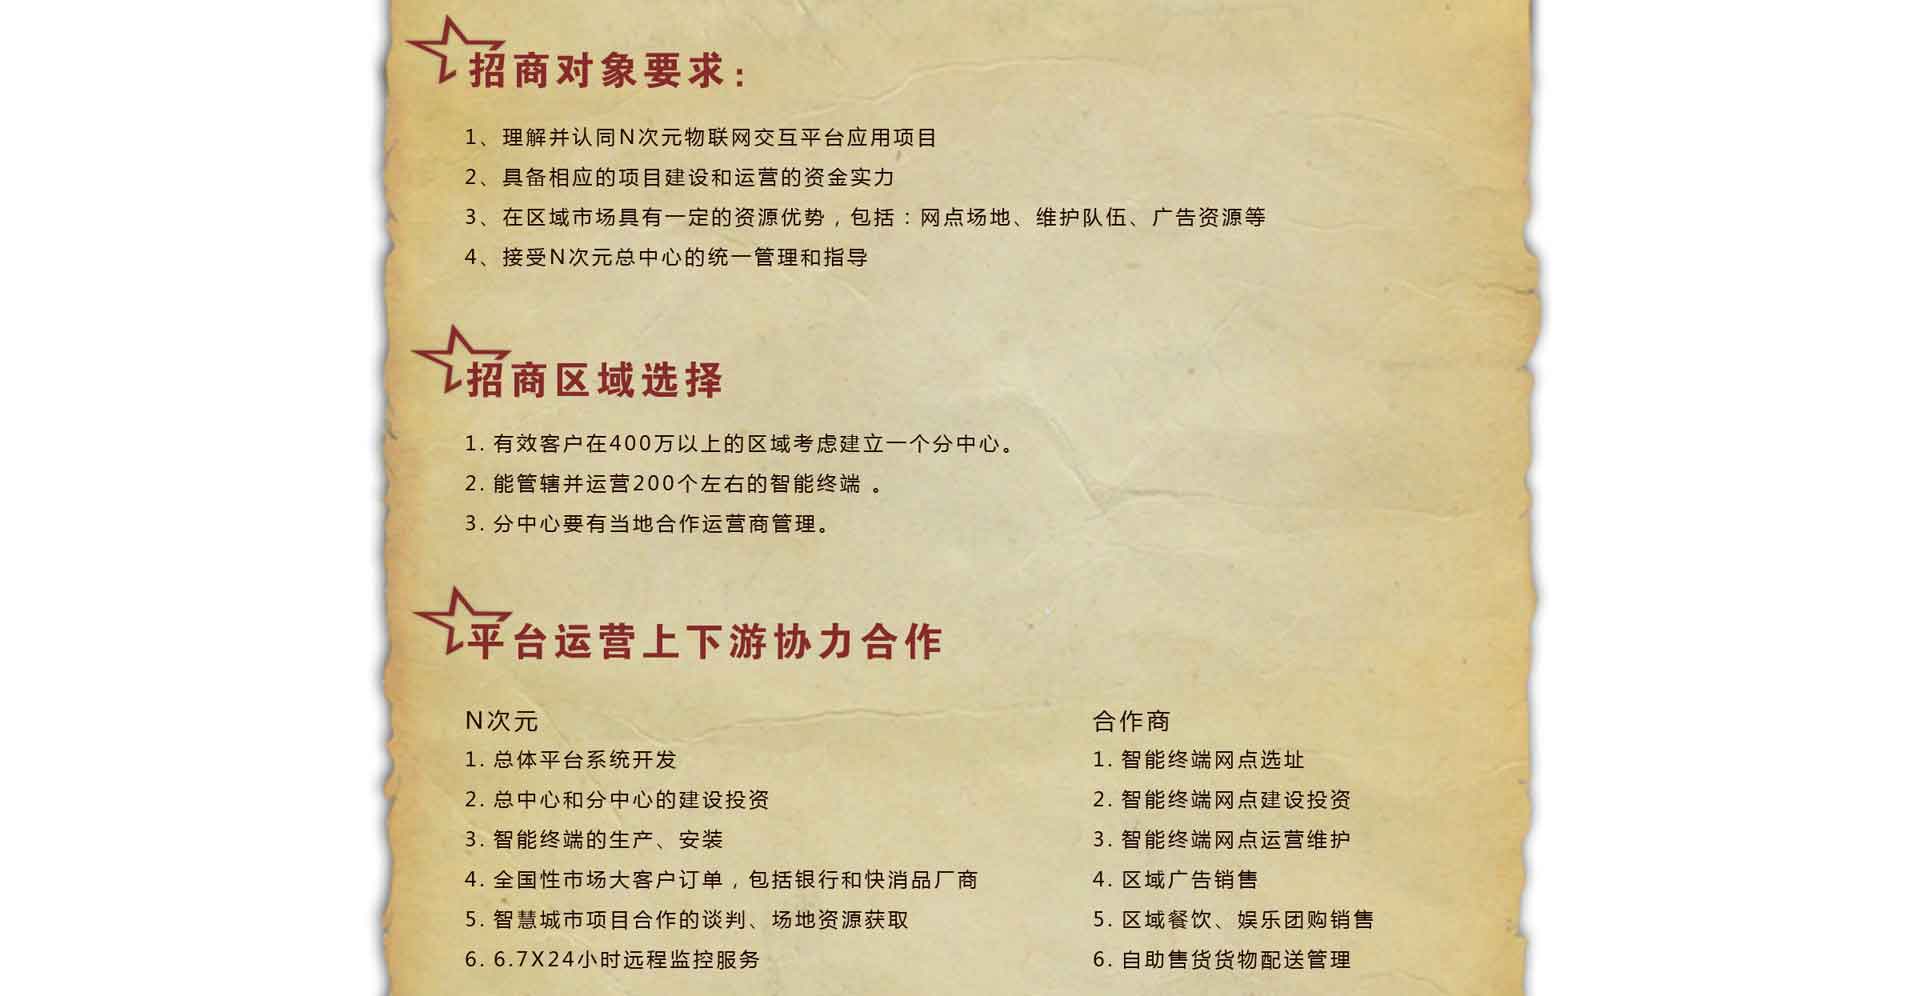 招商对象要求：
1、理解并认同N次元物联网交互平台应用项目
2、具备相应的项目建设和运营的资金实力
3、在区域市场具有一定的资源优势，包括：网点场地、维护队伍、广告资源等
4、接受N次元总中心的统一管理和指导
招商区域选择
1. 有效客户在400万以上的区域考虑建立一个分中心。
2. 能管辖并运营200个左右的智能终端 。
3. 分中心要有当地合作运营商管理。
平台运营上下游协力合作
N次元
1. 总体平台系统开发
2. 总中心和分中心的建设投资
3. 智能终端的生产、安装
4. 全国性市场大客户订单，包括银行和快消品厂商
5. 智慧城市项目合作的谈判、场地资源获取
6. 6.7X24小时远程监控服务
合作商
1. 智能终端网点选址
2. 智能终端网点建设投资
3. 智能终端网点运营维护
4. 区域广告销售
5. 区域餐饮、娱乐团购销售
6. 自助售货货物配送管理